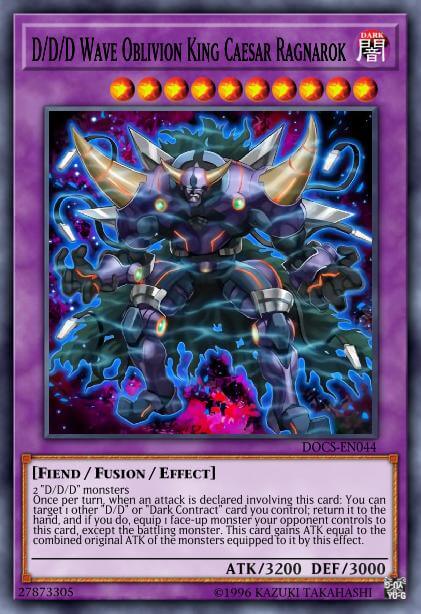 D/D/D Wave Oblivion King Caesar Ragnarok
DARK
闇
DOCS-EN044
[Fiend / Fusion / Effect]
2 "D/D/D" monsters
Once per turn, when an attack is declared involving this card: You can
target 1 other "D/D" or "Dark Contract" card you control; return it to
the hand, and if you do, equip 1 face-up monster your opponent controls to
this card, except the battling monster. This card gains ATK equal to the
combined original ATK of the monsters equipped to it by this effect.
ATK/3200 DEF/3000
27873305
©1996 KAZUKI TAKAHASHI